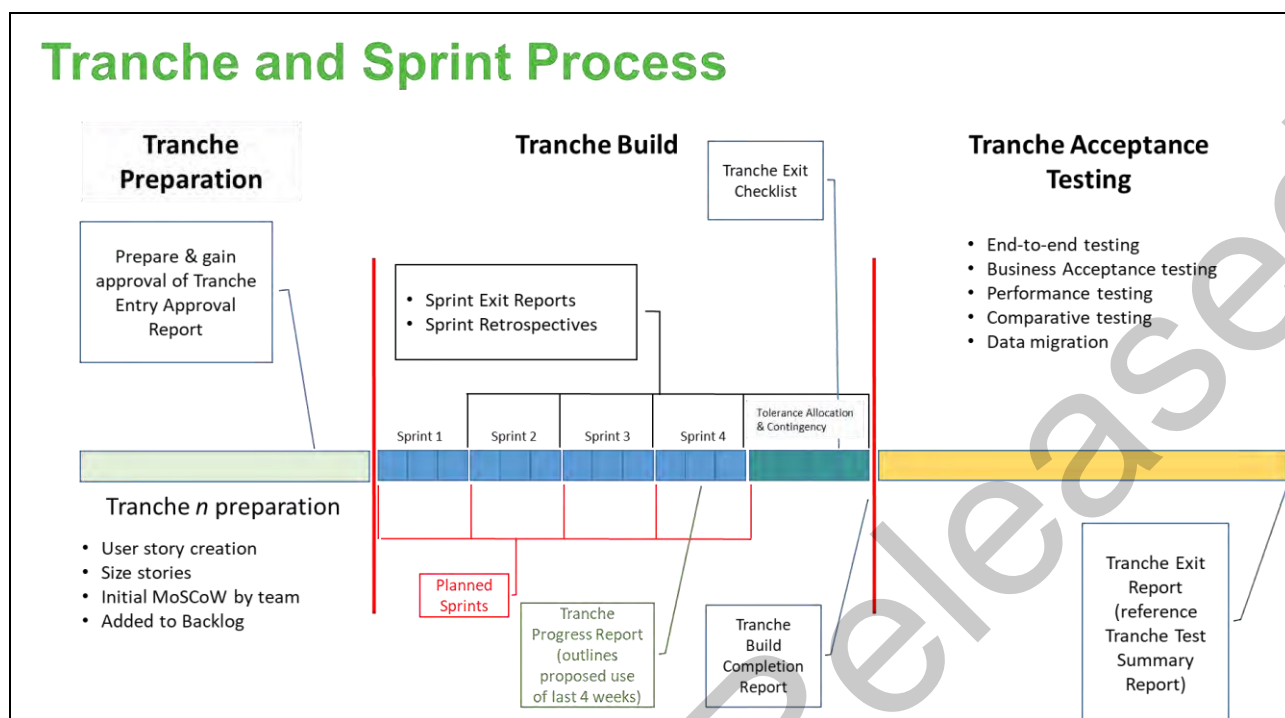 Tranche and Sprint Process
Tranche
Preparation
Tranche Build
Tranche Acceptance
Testing
Tranche Exit
Checklist
Prepare & gain
approval of Tranche
Entry Approval
Report
• Sprint Exit Reports
• Sprint Retrospectives
• End-to-end testing
• Business Acceptance testing
• Performance testing
• Comparative testing
• Data migration
Sprint 1
Sprint 2
Sprint 3
Sprint 4
Tolerance Allocation
& Contingency
Tranche n preparation
• User story creation
• Size stories
• Initial MoSCoW by team
• Added to Backlog
Planned
Sprints
Tranche
Progress Report
(outlines
proposed use
of last 4 weeks)
Tranche
Build
Completion
Report
Tranche Exit
Report
(reference
Tranche Test
Summary
Report)
Release